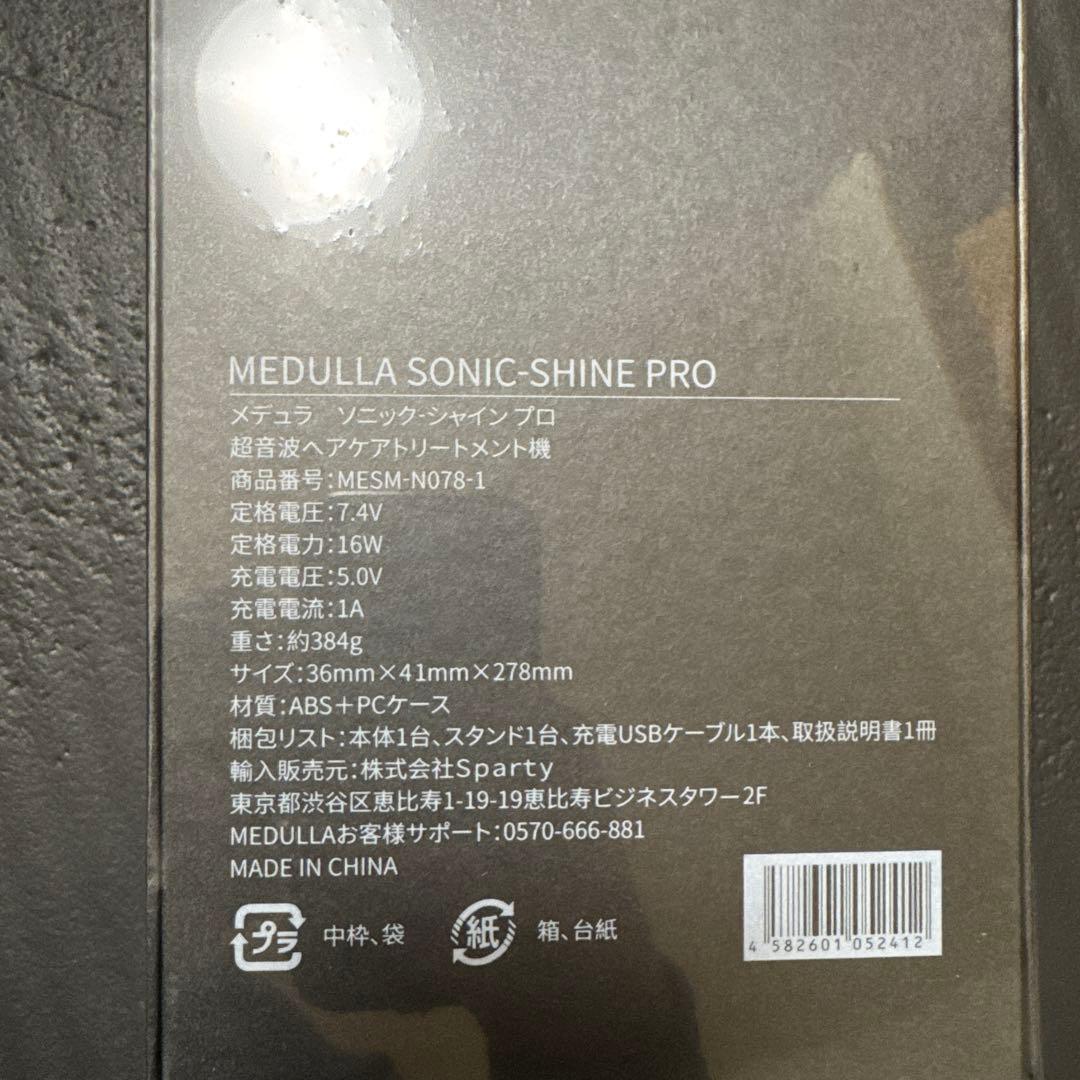 MEDULLA SONIC-SHINE PRO
メデュラ　ソニック-シャイン プロ
超音波ヘアケアトリートメント機
商品番号:MESM-N078-1
定格電圧:7.4V
定格電力:16W
充電電圧:5.0V
充電電流:1A
重さ:約384g
サイズ:36mm×41mm×278mm
材質:ABS＋PCケース
梱包リスト:本体1台、スタンド1台、充電USBケーブル1本、取扱説明書1冊
輸入販売元:株式会社Sparty
東京都渋谷区恵比寿1-19-19恵比寿ビジネスタワー2F
MEDULLAお客様サポート:0570-666-881
MADE IN CHINA
プラ 中枠、袋 紙 箱、台紙
4 582601 052412